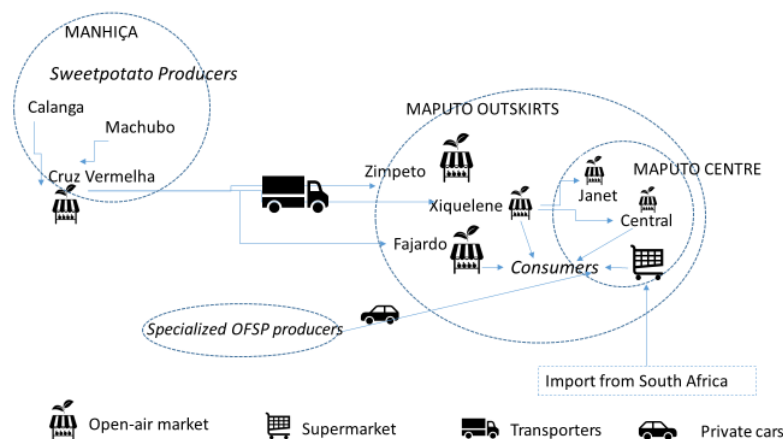 MANHIÇA
Sweetpotato Producers
Calanga
Machubo
Cruz Vermelha
MAPUTO OUTSKIRTS
Zimpeto
MAPUTO CENTRE
Janet
Xiquelene
Central
Fajardo
Consumers
Specialized OFSP producers
Import from South Africa
Open-air market
Supermarket
Transporters
Private cars